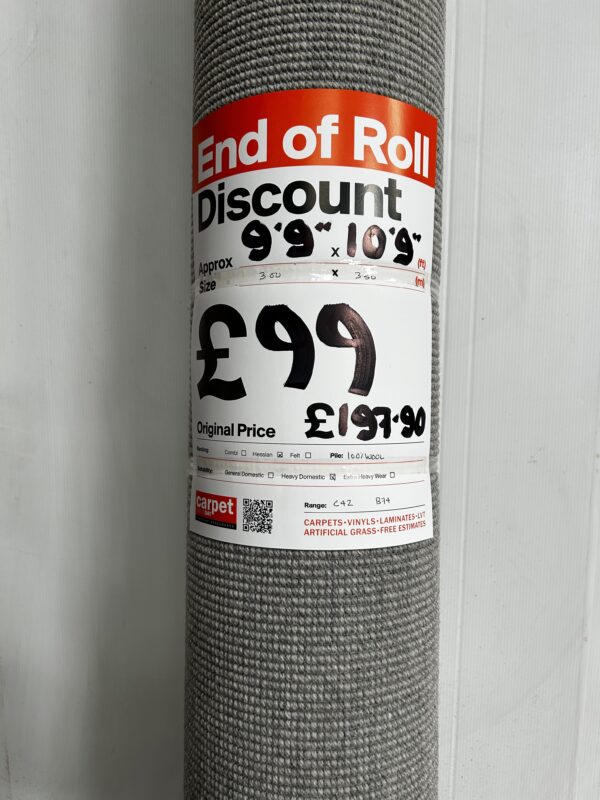 End of Roll
Discount
Approx Size 9'9" x 10'9" (ft)
3.00 x 3.50 (m)
£99
Original Price £197.90
Backing: Combi ☐ Hessian ☒ Felt ☐ Pile: 100% WOOL
Suitability: General Domestic ☐ Heavy Domestic ☒ Extra Heavy Wear ☐
carpet
Range: C42 B74
CARPETS•VINYLS•LAMINATES•LVT
ARTIFICIAL GRASS•FREE ESTIMATES